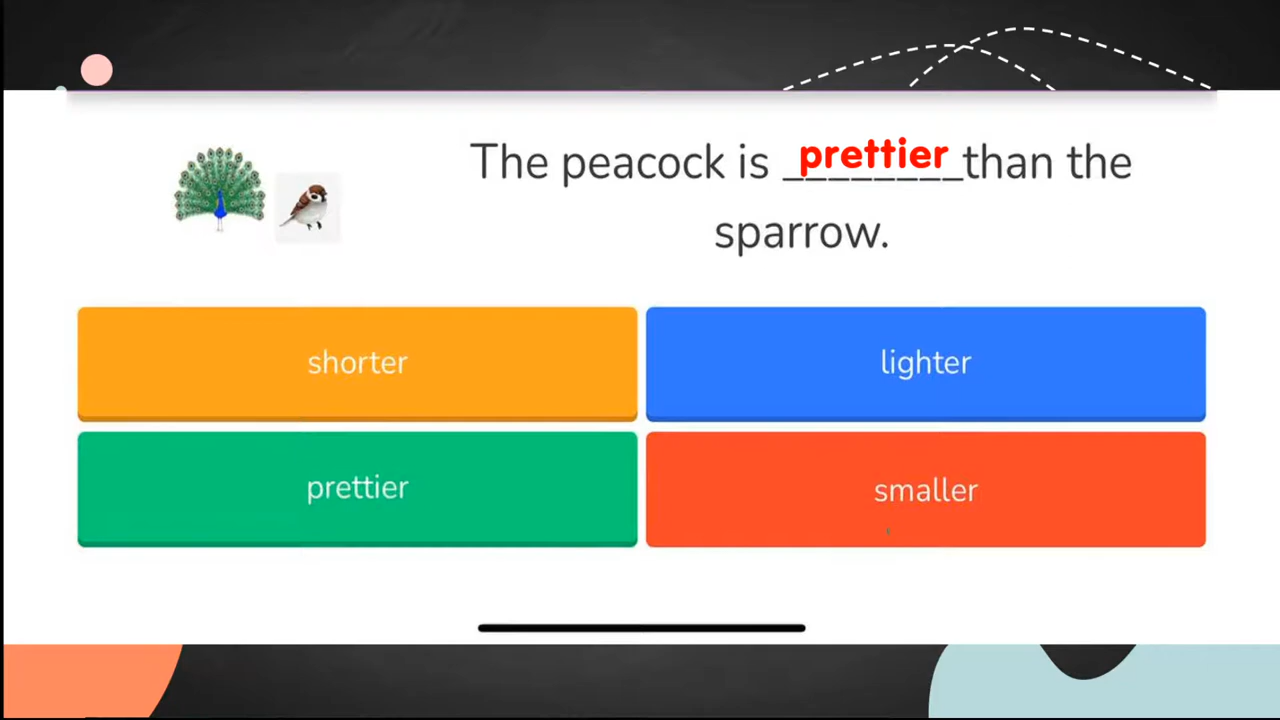 The peacock is prettier than the
sparrow.
shorter
lighter
prettier
smaller